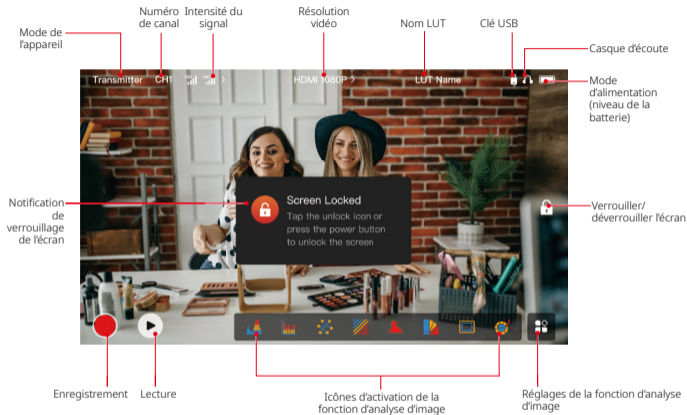 Mode de
l'appareil
Numéro
de canal
Intensité du
signal
Résolution
vidéo
Nom LUT
Clé USB
Casque d'écoute
Mode
d'alimentation
(niveau de la
batterie)
Transmitter CH1 HDMI 1080P > LUT Name
Notification
de
verrouillage
de l'écran
Screen Locked
Tap the unlock icon or
press the power button
to unlock the screen
Verrouiller/
déverrouiller l'écran
Enregistrement
Lecture
Icônes d'activation de la
fonction d'analyse d'image
Réglages de la fonction d'analyse
d'image